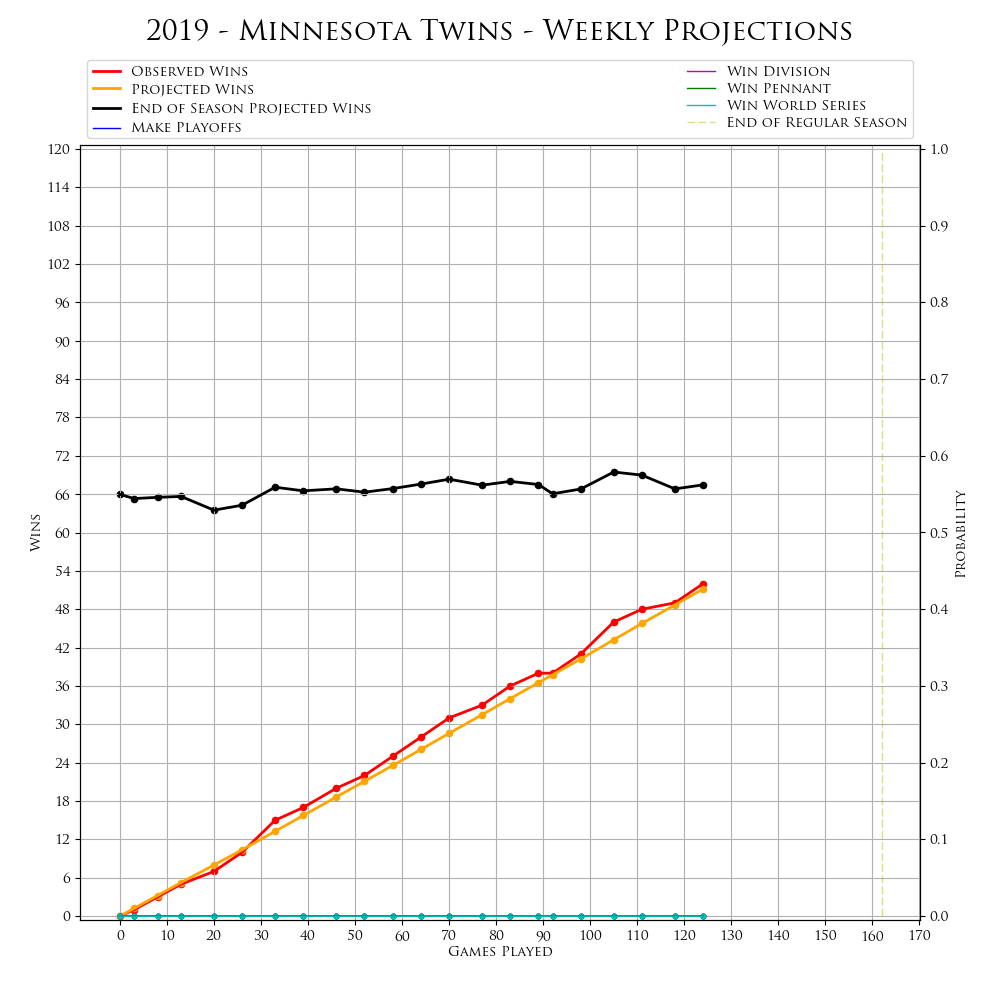 2019 - Minnesota Twins - Weekly Projections
Observed Wins
Projected Wins
End of Season Projected Wins
Make Playoffs
Win Division
Win Pennant
Win World Series
End of Regular Season
120
114
108
102
96
90
84
78
72
66
60
54
48
42
36
30
24
18
12
6
0
Wins
1.0
0.9
0.8
0.7
0.6
0.5
0.4
0.3
0.2
0.1
0.0
Probability
0 10 20 30 40 50 60 70 80 90 100 110 120 130 140 150 160 170
Games Played